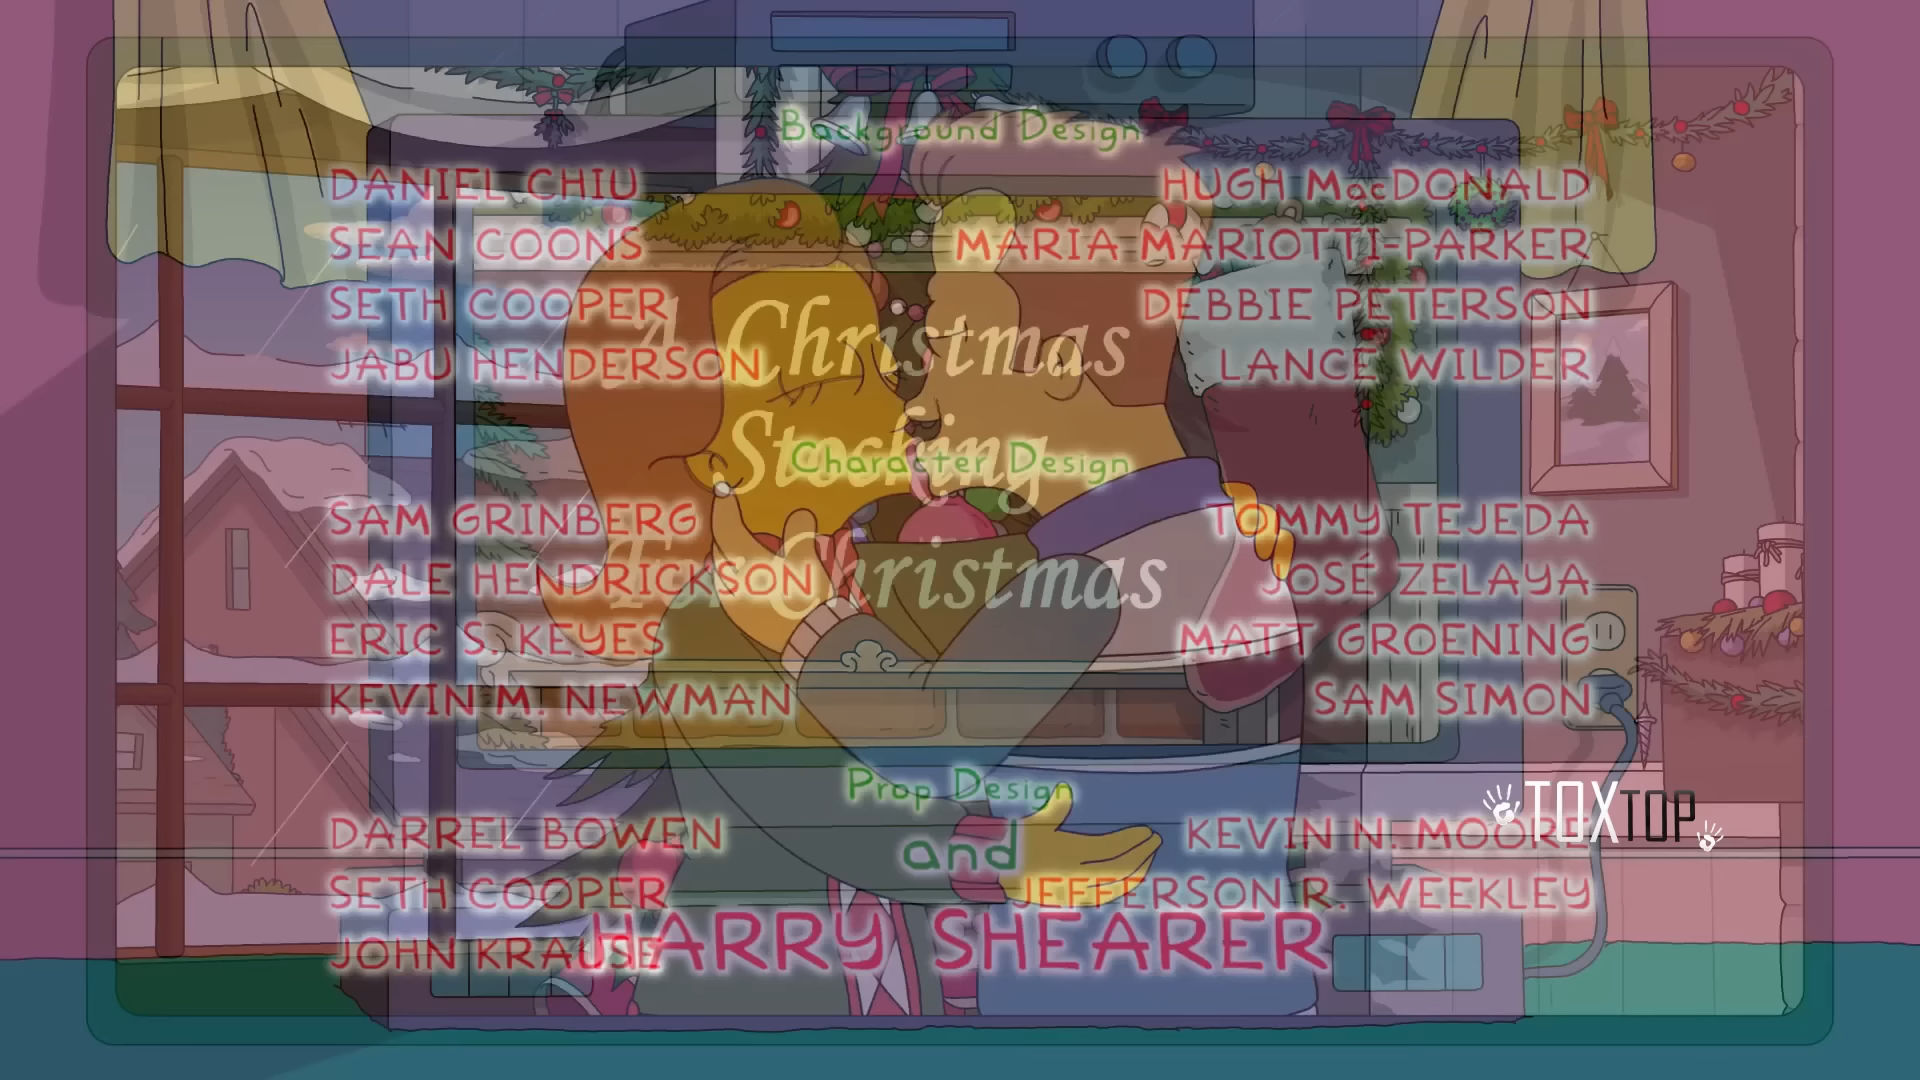 Background Design
DANIEL CHIU HUGH MacDONALD
SEAN COONS MARIA MARIOTTI-PARKER
SETH COOPER DEBBIE PETERSON
A Christmas
JABU HENDERSON LANCE WILDER
Stocking
Character Design
SAM GRINBERG TOMMY TEJEDA
For Christmas
DALE HENDRICKSON JOSÉ ZELAYA
ERIC S. KEYES MATT GROENING
KEVIN M. NEWMAN SAM SIMON
Prop Design
TOXTOP
DARREL BOWEN KEVIN N. MOORE
and
SETH COOPER JEFFERSON R. WEEKLEY
HARRY SHEARER
JOHN KRAUSE